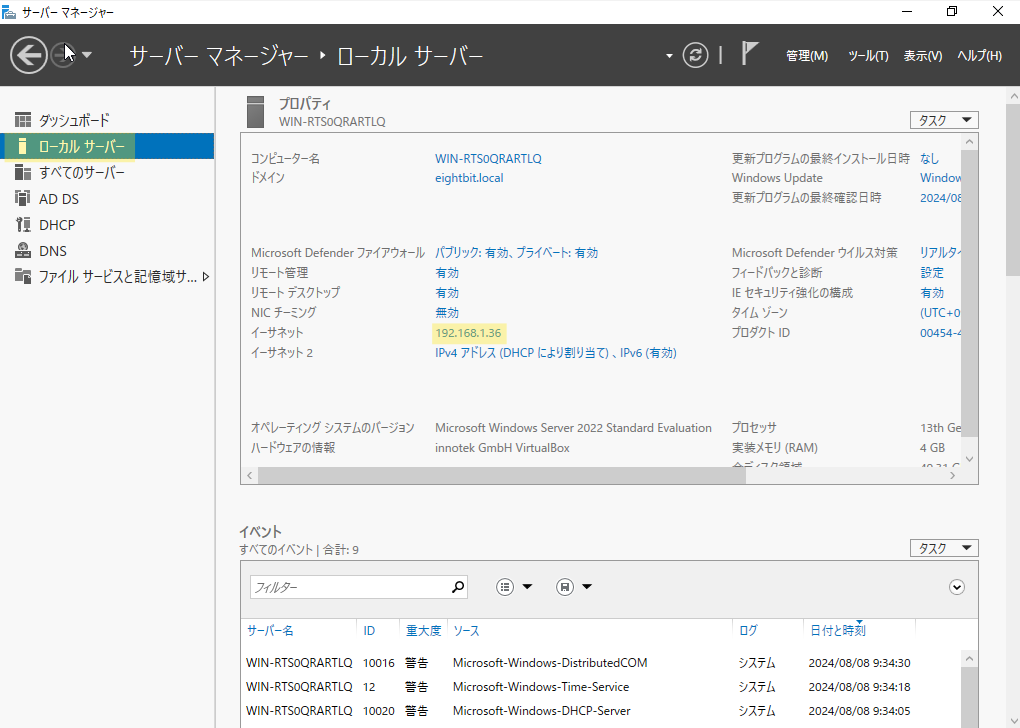 サーバー マネージャー
サーバー マネージャー ‣ ローカル サーバー
管理(M) ツール(T) 表示(V) ヘルプ(H)
ダッシュボード
ローカル サーバー
すべてのサーバー
AD DS
DHCP
DNS
ファイル サービスと記憶域サ...
プロパティ
WIN-RTS0QRARTLQ
タスク
コンピューター名 WIN-RTS0QRARTLQ 更新プログラムの最終インストール日時 なし
ドメイン eightbit.local Windows Update Window
更新プログラムの最終確認日時 2024/08
Microsoft Defender ファイアウォール パブリック: 有効、プライベート: 有効 Microsoft Defender ウイルス対策 リアルタイ
リモート管理 有効 フィードバックと診断 設定
リモート デスクトップ 有効 IE セキュリティ強化の構成 有効
NIC チーミング 無効 タイム ゾーン (UTC+0
イーサネット 192.168.1.36 プロダクト ID 00454-4
イーサネット 2 IPv4 アドレス (DHCP により割り当て) 、IPv6 (有効)
オペレーティング システムのバージョン Microsoft Windows Server 2022 Standard Evaluation プロセッサ 13th Ge
ハードウェアの情報 innotek GmbH VirtualBox 実装メモリ (RAM) 4 GB
イベント
すべてのイベント | 合計: 9
タスク
フィルター
サーバー名 ID 重大度 ソース ログ 日付と時刻
WIN-RTS0QRARTLQ 10016 警告 Microsoft-Windows-DistributedCOM システム 2024/08/08 9:34:30
WIN-RTS0QRARTLQ 12 警告 Microsoft-Windows-Time-Service システム 2024/08/08 9:34:18
WIN-RTS0QRARTLQ 10020 警告 Microsoft-Windows-DHCP-Server システム 2024/08/08 9:34:05